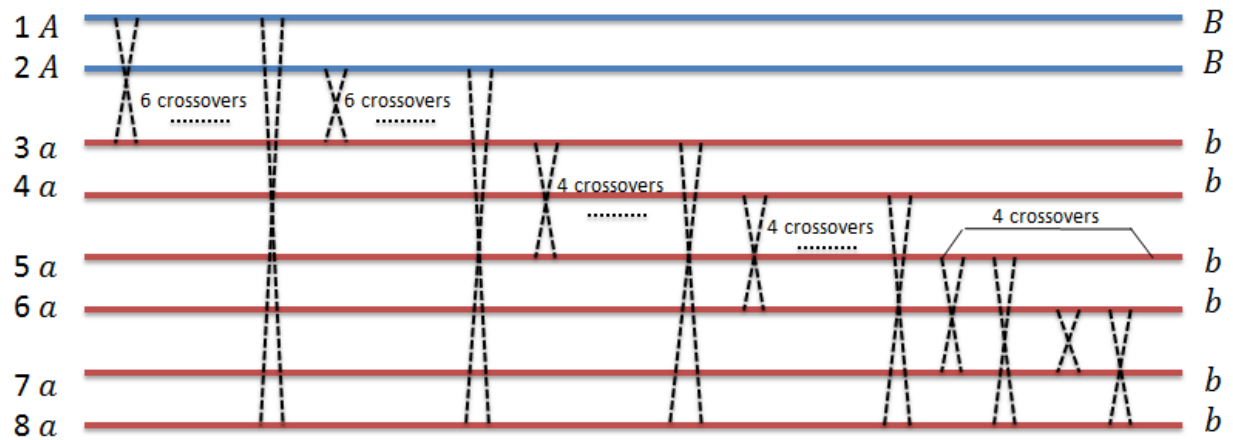 1 A B
2 A B
6 crossovers 6 crossovers
3 a b
4 a b
4 crossovers
4 crossovers 4 crossovers
5 a b
6 a b
7 a b
8 a b